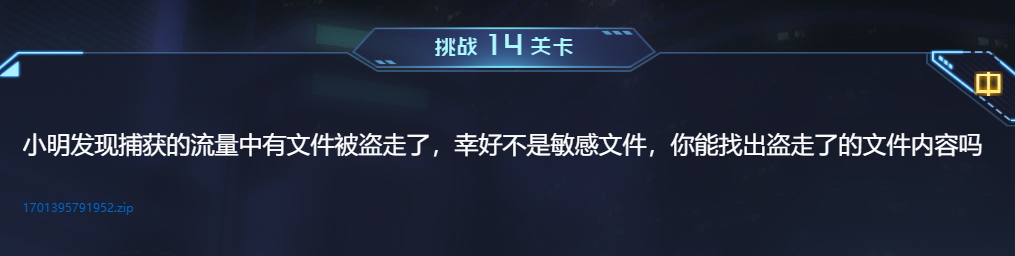 挑战 14 关卡
中
小明发现捕获的流量中有文件被盗走了，幸好不是敏感文件，你能找出盗走了的文件内容吗
1701395791952.zip